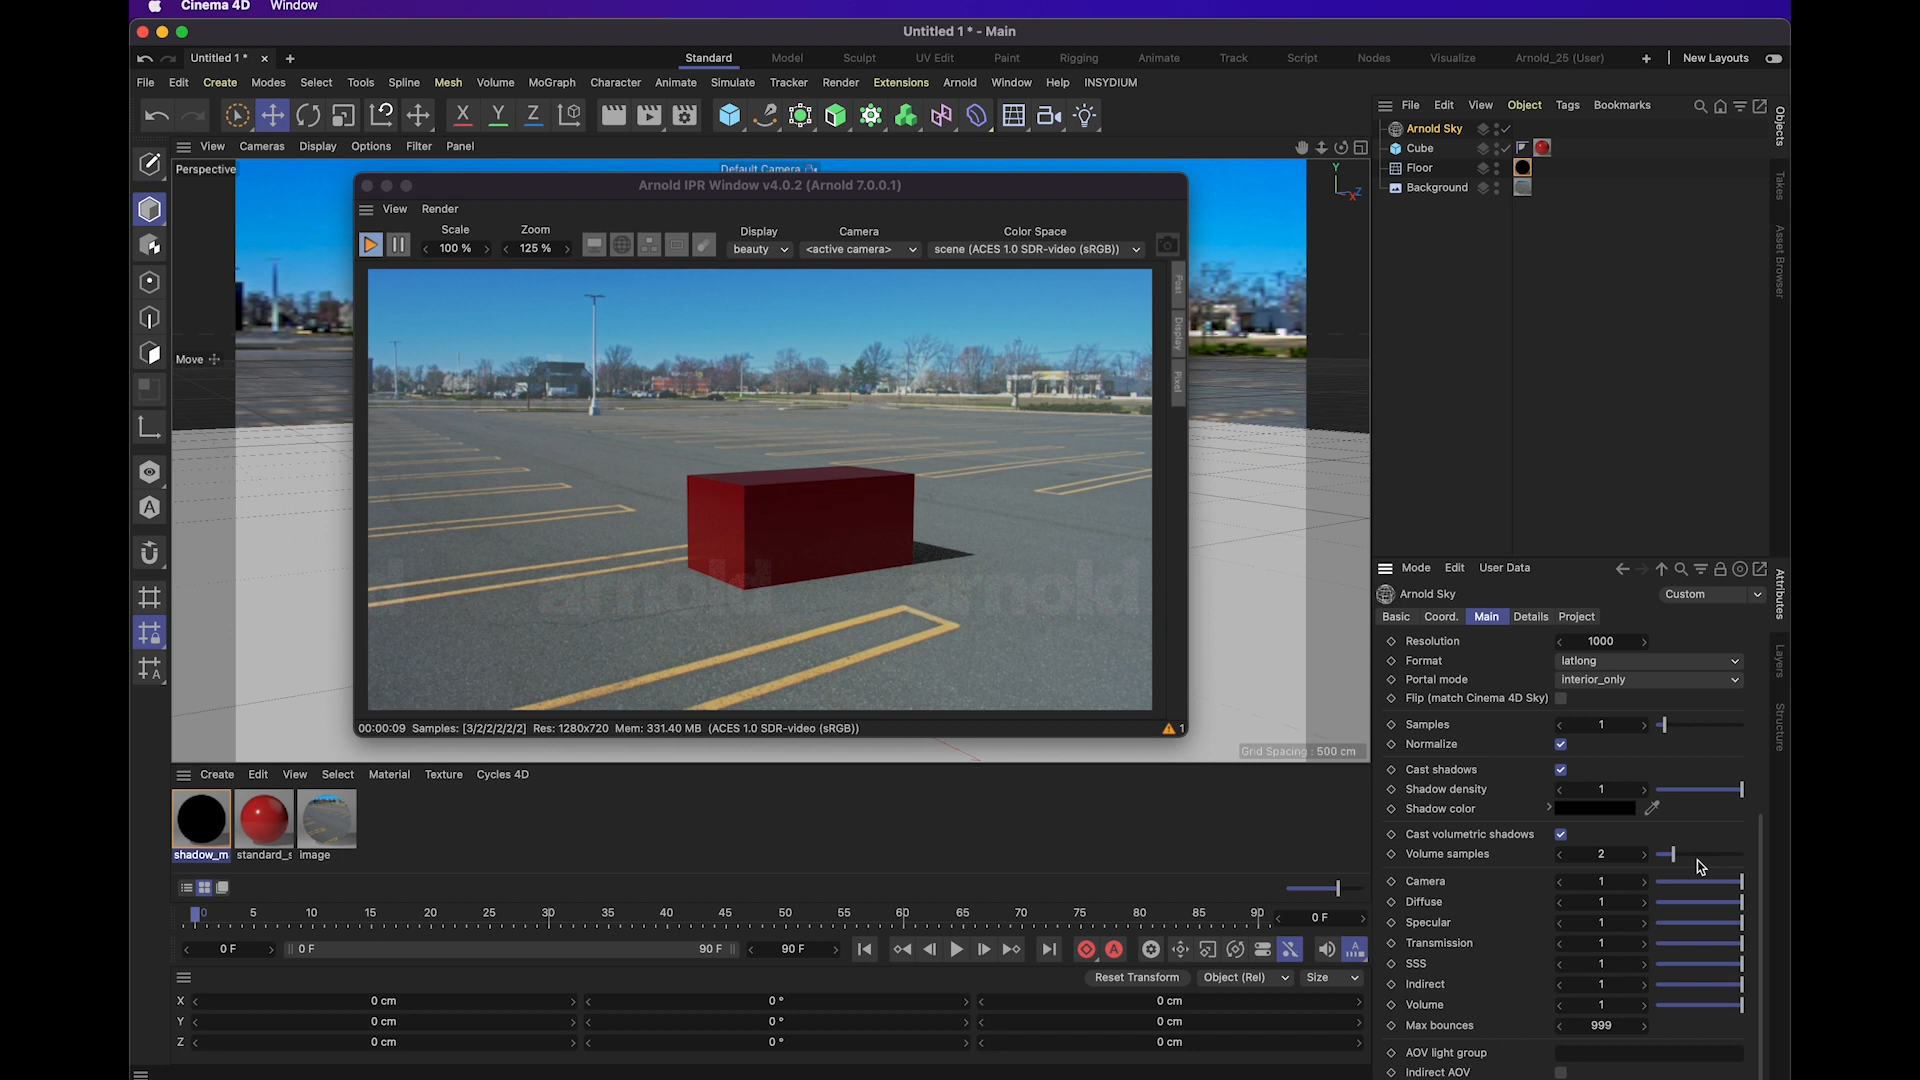 Cinema 4D Window
Untitled 1 * - Main
Untitled 1 *
Standard Model Sculpt UV Edit Paint Rigging Animate Track Script Nodes Visualize Arnold_25 (User) New Layouts
File Edit Create Modes Select Tools Spline Mesh Volume MoGraph Character Animate Simulate Tracker Render Extensions Arnold Window Help INSYDIUM
X Y Z
File Edit View Object Tags Bookmarks
View Cameras Display Options Filter Panel
Perspective
Default Camera
Arnold IPR Window v4.0.2 (Arnold 7.0.0.1)
View Render
Scale Zoom Display Camera Color Space
100 % 125 % beauty <active camera> scene (ACES 1.0 SDR-video (sRGB))
Post
Display
Pixel
Move
arnold
arnold
00:00:09 Samples: [3/2/2/2/2/2] Res: 1280x720 Mem: 331.40 MB (ACES 1.0 SDR-video (sRGB))
1
Grid Spacing : 500 cm
Y
Z
X
Arnold Sky
Cube
Floor
Background
Objects
Takes
Asset Browser
Mode Edit User Data
Arnold Sky
Custom
Basic Coord. Main Details Project
Resolution 1000
Format latlong
Portal mode interior_only
Flip (match Cinema 4D Sky)
Samples 1
Normalize
Cast shadows
Shadow density 1
Shadow color
Cast volumetric shadows
Volume samples 2
Camera 1
Diffuse 1
Specular 1
Transmission 1
SSS 1
Indirect 1
Volume 1
Max bounces 999
AOV light group
Indirect AOV
Attributes
Layers
Structure
Create Edit View Select Material Texture Cycles 4D
shadow_m standard_s image
0 5 10 15 20 25 30 35 40 45 50 55 60 65 70 75 80 85 90 0 F
0 F 0 F 90 F 90 F
Reset Transform Object (Rel) Size
X 0 cm 0 ° 0 cm
Y 0 cm 0 ° 0 cm
Z 0 cm 0 ° 0 cm